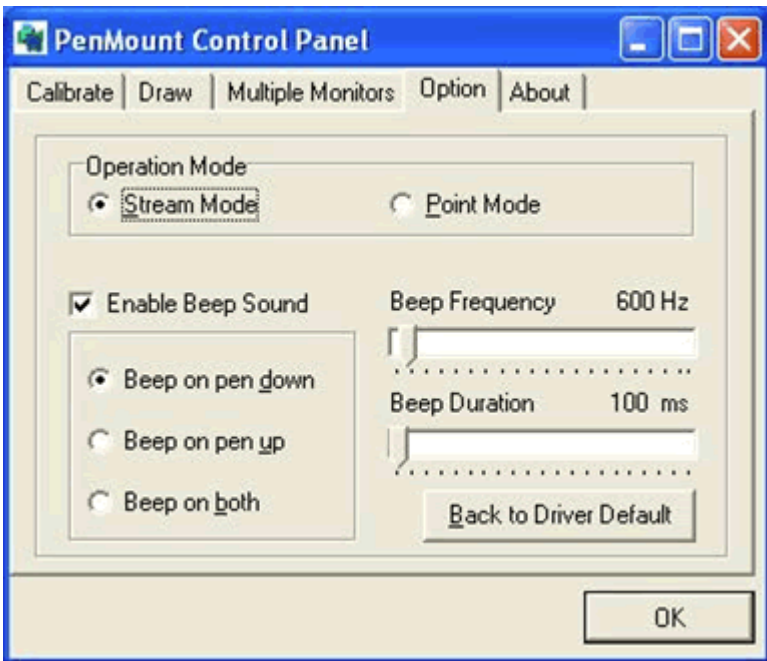 PenMount Control Panel
Calibrate Draw Multiple Monitors Option About
Operation Mode
Stream Mode Point Mode
Enable Beep Sound Beep Frequency 600 Hz
Beep on pen down
Beep Duration 100 ms
Beep on pen up
Beep on both
Back to Driver Default
OK